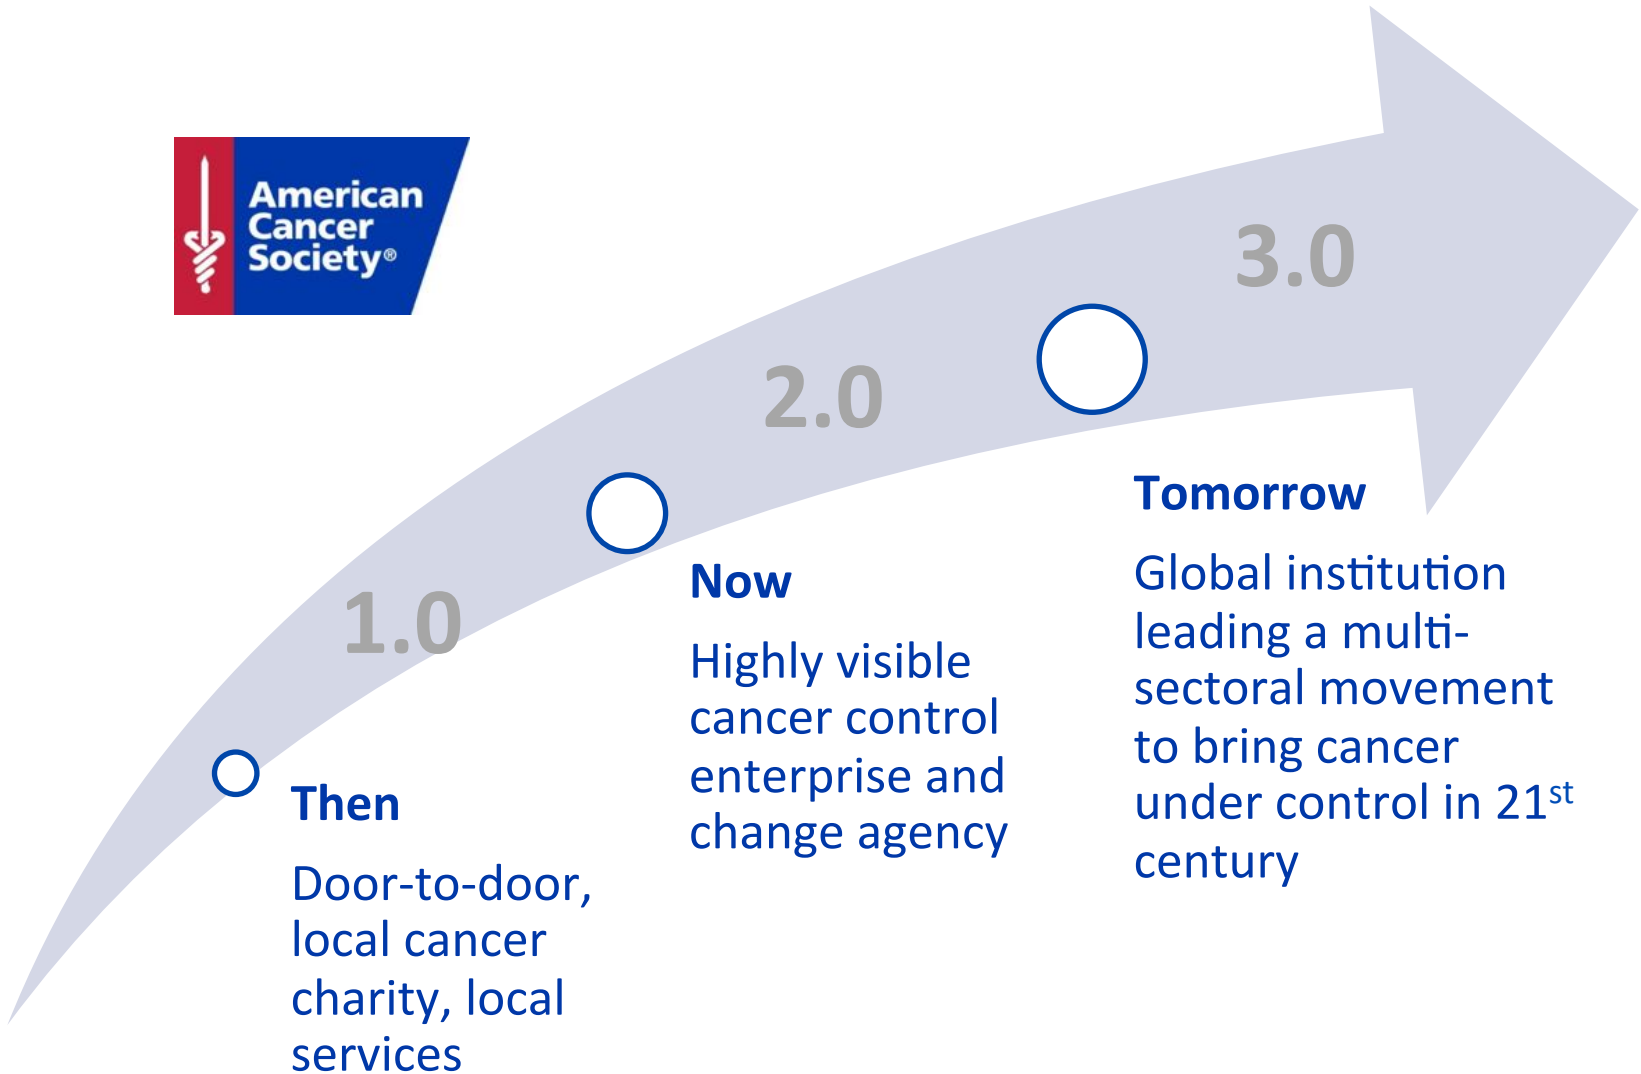 American
Cancer
Society®
1.0
2.0
3.0
Then
Door-to-door,
local cancer
charity, local
services
Now
Highly visible
cancer control
enterprise and
change agency
Tomorrow
Global institution
leading a multi-
sectoral movement
to bring cancer
under control in 21st
century